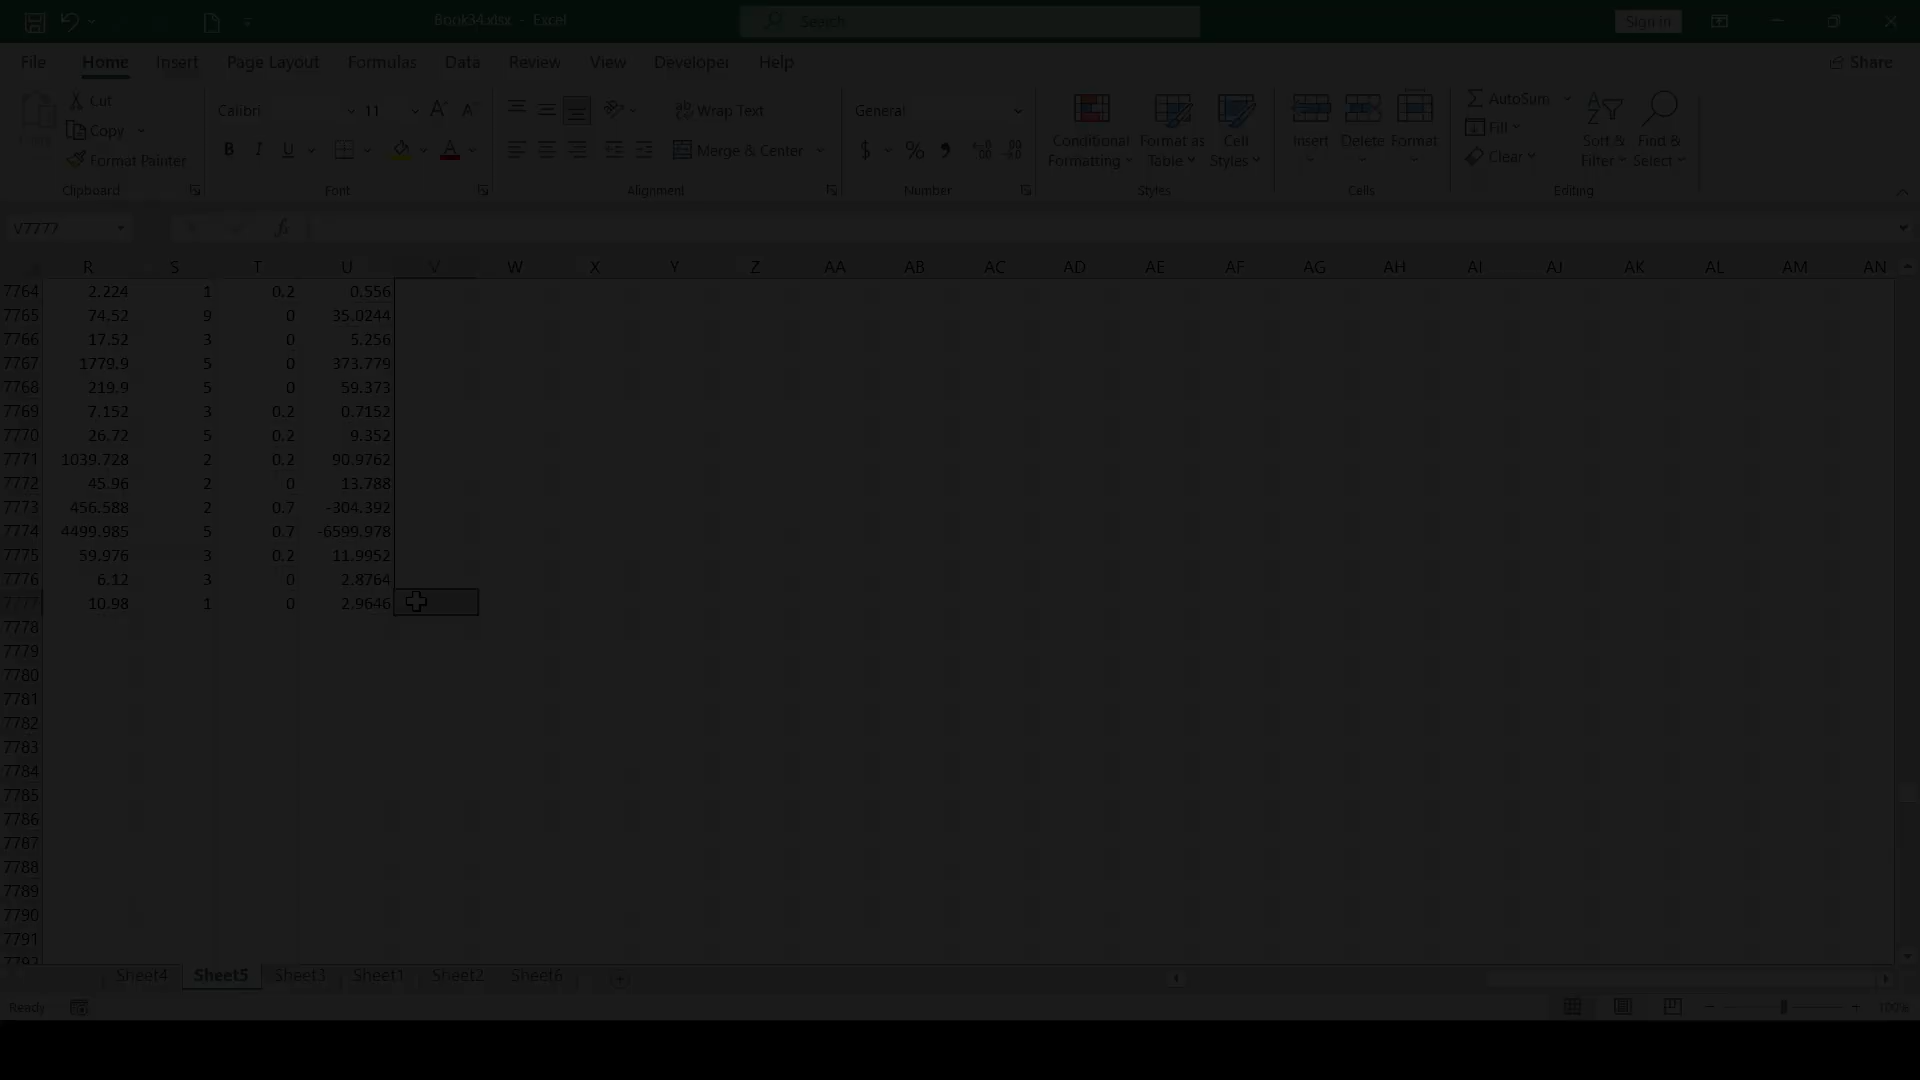 Book34.xlsx - Excel
Search
Sign in
File Home Insert Page Layout Formulas Data Review View Developer Help
Share
Cut
Copy
Format Painter
Clipboard
Calibri 11
B I U A
Font
Wrap Text
Merge & Center
Alignment
General
$ % ,
Number
Conditional Formatting
Format as Table
Cell Styles
Styles
Insert
Delete
Format
Cells
AutoSum
Fill
Clear
Sort & Filter
Find & Select
Editing
V7777
fx
R S T U V W X Y Z AA AB AC AD AE AF AG AH AI AJ AK AL AM AN
7764 2.224 1 0.2 0.556
7765 74.52 9 0 35.0244
7766 17.52 3 0 5.256
7767 1779.9 5 0 373.779
7768 219.9 5 0 59.373
7769 7.152 3 0.2 0.7152
7770 26.72 5 0.2 9.352
7771 1039.728 2 0.2 90.9762
7772 45.96 2 0 13.788
7773 456.588 2 0.7 -304.392
7774 4499.985 5 0.7 -6599.978
7775 59.976 3 0.2 11.9952
7776 6.12 3 0 2.8764
7777 10.98 1 0 2.9646
7778
7779
7780
7781
7782
7783
7784
7785
7786
7787
7788
7789
7790
7791
7792
Sheet4 Sheet5 Sheet3 Sheet1 Sheet2 Sheet6
Ready
100%